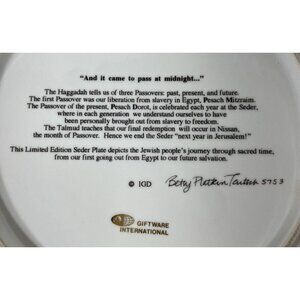 "And it came to pass at midnight..."
The Haggadah tells us of three Passovers: past, present, and future.
The first Passover was our liberation from slavery in Egypt, Pesach Mitzraim.
The Passover of the present, Pesach Dorot, is celebrated each year at the Seder,
where in each generation we understand ourselves to have
been personally brought out from slavery to freedom.
The Talmud teaches that our final redemption will occur in Nissan,
the month of Passover. Hence we end the Seder "next year in Jerusalem!"
This Limited Edition Seder Plate depicts the Jewish people's journey through sacred time,
from our first going out from Egypt to our future salvation.
© IGD Betsy Platkin Teutsch 5753
GIFTWARE
INTERNATIONAL